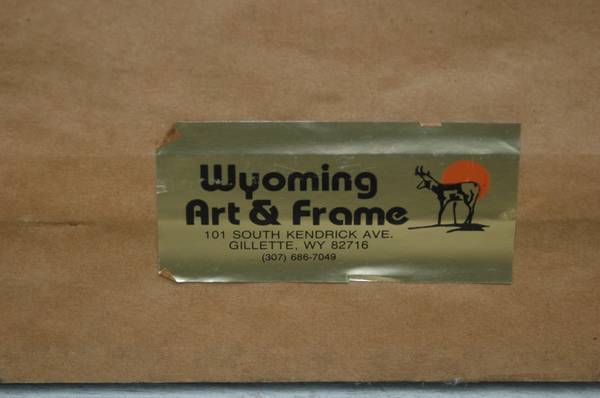 Wyoming
Art & Frame
101 SOUTH KENDRICK AVE.
GILLETTE, WY 82716
(307) 686-7049